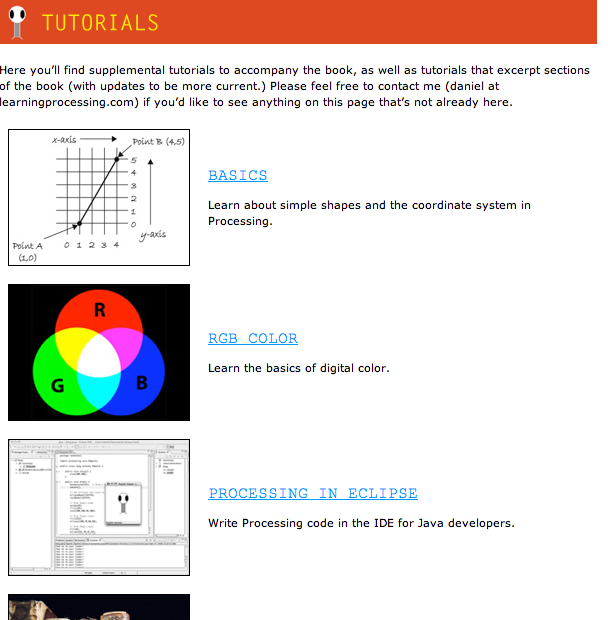 TUTORIALS
Here you'll find supplemental tutorials to accompany the book, as well as tutorials that excerpt sections
of the book (with updates to be more current.) Please feel free to contact me (daniel at
learningprocessing.com) if you'd like to see anything on this page that's not already here.
x-axis
Point B (4,5)
5
4
3
2
1
0
y-axis
Point A
0 1 2 3 4
(1,0)
BASICS
Learn about simple shapes and the coordinate system in
Processing.
R
G
B
RGB COLOR
Learn the basics of digital color.
PROCESSING IN ECLIPSE
Write Processing code in the IDE for Java developers.